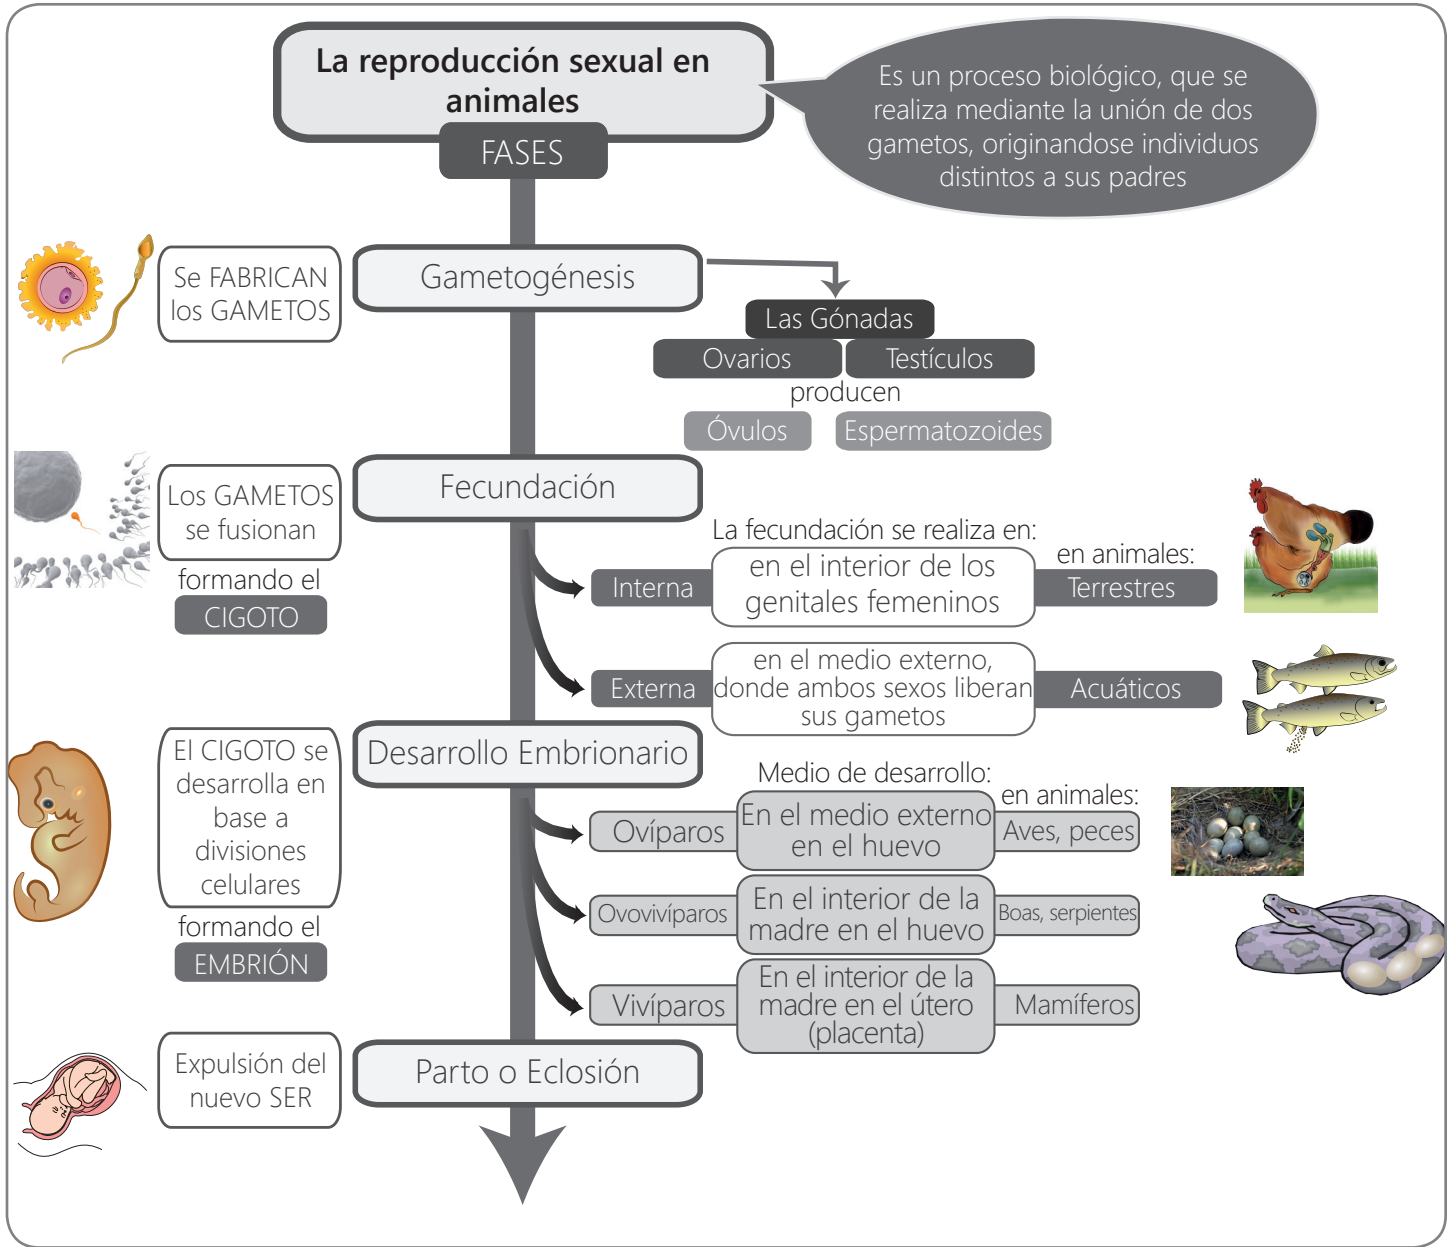 La reproducción sexual en
animales
FASES
Es un proceso biológico, que se
realiza mediante la unión de dos
gametos, originandose individuos
distintos a sus padres
Se FABRICAN
los GAMETOS
Gametogénesis
Las Gónadas
Ovarios
Testículos
producen
Óvulos
Espermatozoides
Los GAMETOS
se fusionan
formando el
CIGOTO
Fecundación
La fecundación se realiza en:
en animales:
Interna
en el interior de los
genitales femeninos
Terrestres
Externa
en el medio externo,
donde ambos sexos liberan
sus gametos
Acuáticos
El CIGOTO se
desarrolla en
base a
divisiones
celulares
formando el
EMBRIÓN
Desarrollo Embrionario
Medio de desarrollo:
en animales:
Ovíparos
En el medio externo
en el huevo
Aves, peces
Ovovivíparos
En el interior de la
madre en el huevo
Boas, serpientes
Vivíparos
En el interior de la
madre en el útero
(placenta)
Mamíferos
Expulsión del
nuevo SER
Parto o Eclosión